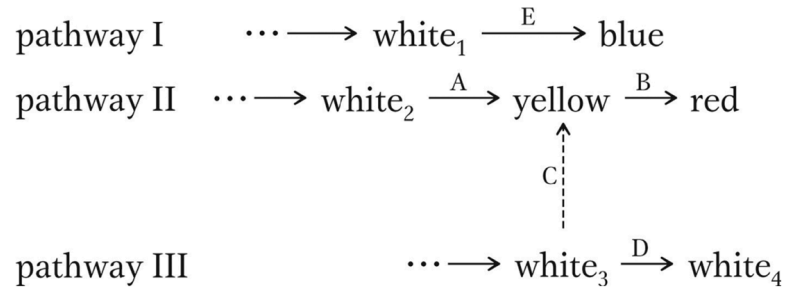 pathway I ... white₁ E blue
pathway II ... white₂ A yellow B red
C
pathway III ... white₃ D white₄